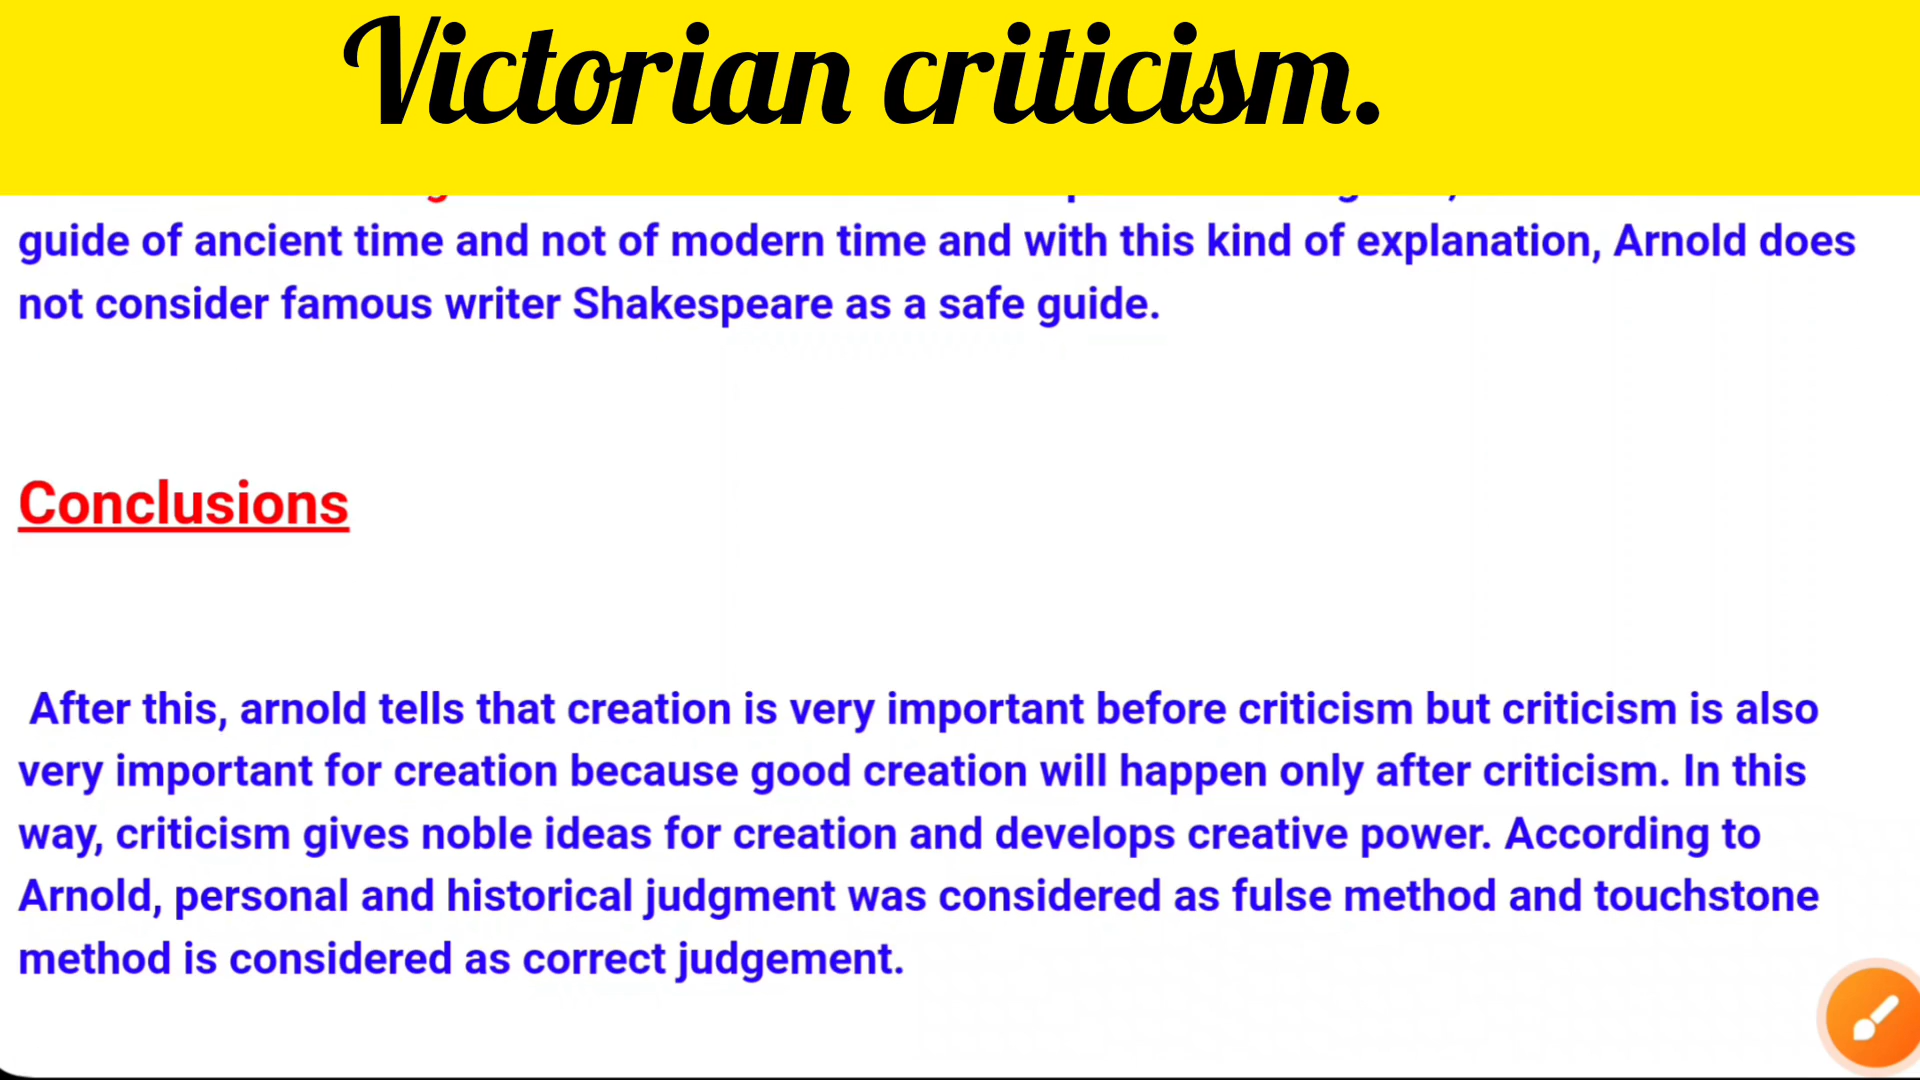 Victorian criticism.
guide of ancient time and not of modern time and with this kind of explanation, Arnold does
not consider famous writer Shakespeare as a safe guide.
Conclusions
After this, arnold tells that creation is very important before criticism but criticism is also
very important for creation because good creation will happen only after criticism. In this
way, criticism gives noble ideas for creation and develops creative power. According to
Arnold, personal and historical judgment was considered as fulse method and touchstone
method is considered as correct judgement.